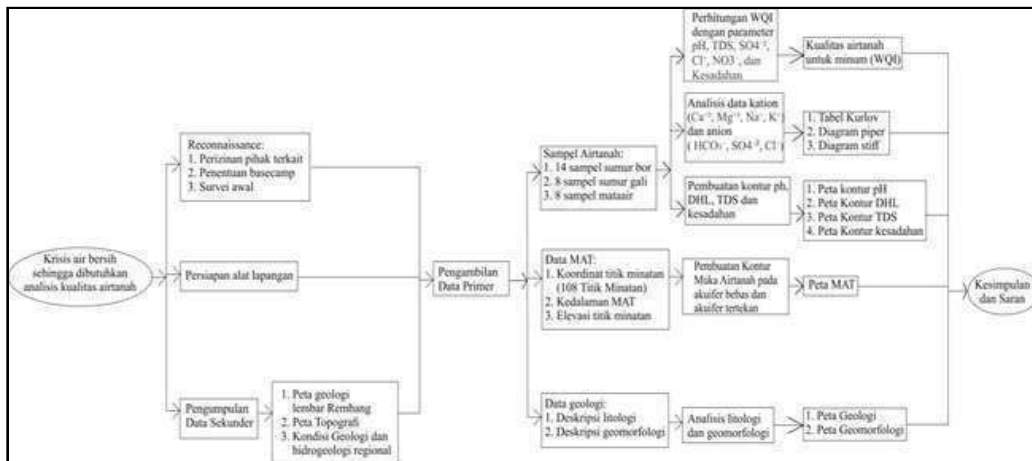 Krisis air bersih
sehingga dibutuhkan
analisis kualitas airtanah
Reconnaissance:
1. Perizinan pihak terkait
2. Penentuan basecamp
3. Survei awal
Persiapan alat lapangan
Pengumpulan
Data Sekunder
1. Peta geologi
lembar Rembang
2. Peta Topografi
3. Kondisi Geologi dan
hidrogeologi regional
Pengambilan
Data Primer
Sampel Airtanah:
1. 14 sampel sumur bor
2. 8 sampel sumur gali
3. 8 sampel mataair
Data MAT:
1. Koordinat titik minatan
(108 Titik Minatan)
2. Kedalaman MAT
3. Elevasi titik minatan
Data geologi:
1. Deskripsi litologi
2. Deskripsi geomorfologi
Perhitungan WQI
dengan parameter
pH, TDS, SO4⁻²,
Cl⁻, NO3⁻, dan
Kesadahan
Analisis data kation
(Ca⁺², Mg⁺², Na⁺, K⁺)
dan anion
( HCO₃⁻, SO4⁻², Cl⁻)
Pembuatan kontur ph,
DHL, TDS dan
kesadahan
Pembuatan Kontur
Muka Airtanah pada
akuifer bebas dan
akuifer tertekan
Analisis litologi
dan geomorfologi
Kualitas airtanah
untuk minum (WQI)
1. Tabel Kurlov
2. Diagram piper
3. Diagram stiff
1. Peta kontur pH
2. Peta Kontur DHL
3. Peta Kontur TDS
4. Peta Kontur kesadahan
Peta MAT
1. Peta Geologi
2. Peta Geomorfologi
Kesimpulan
dan Saran